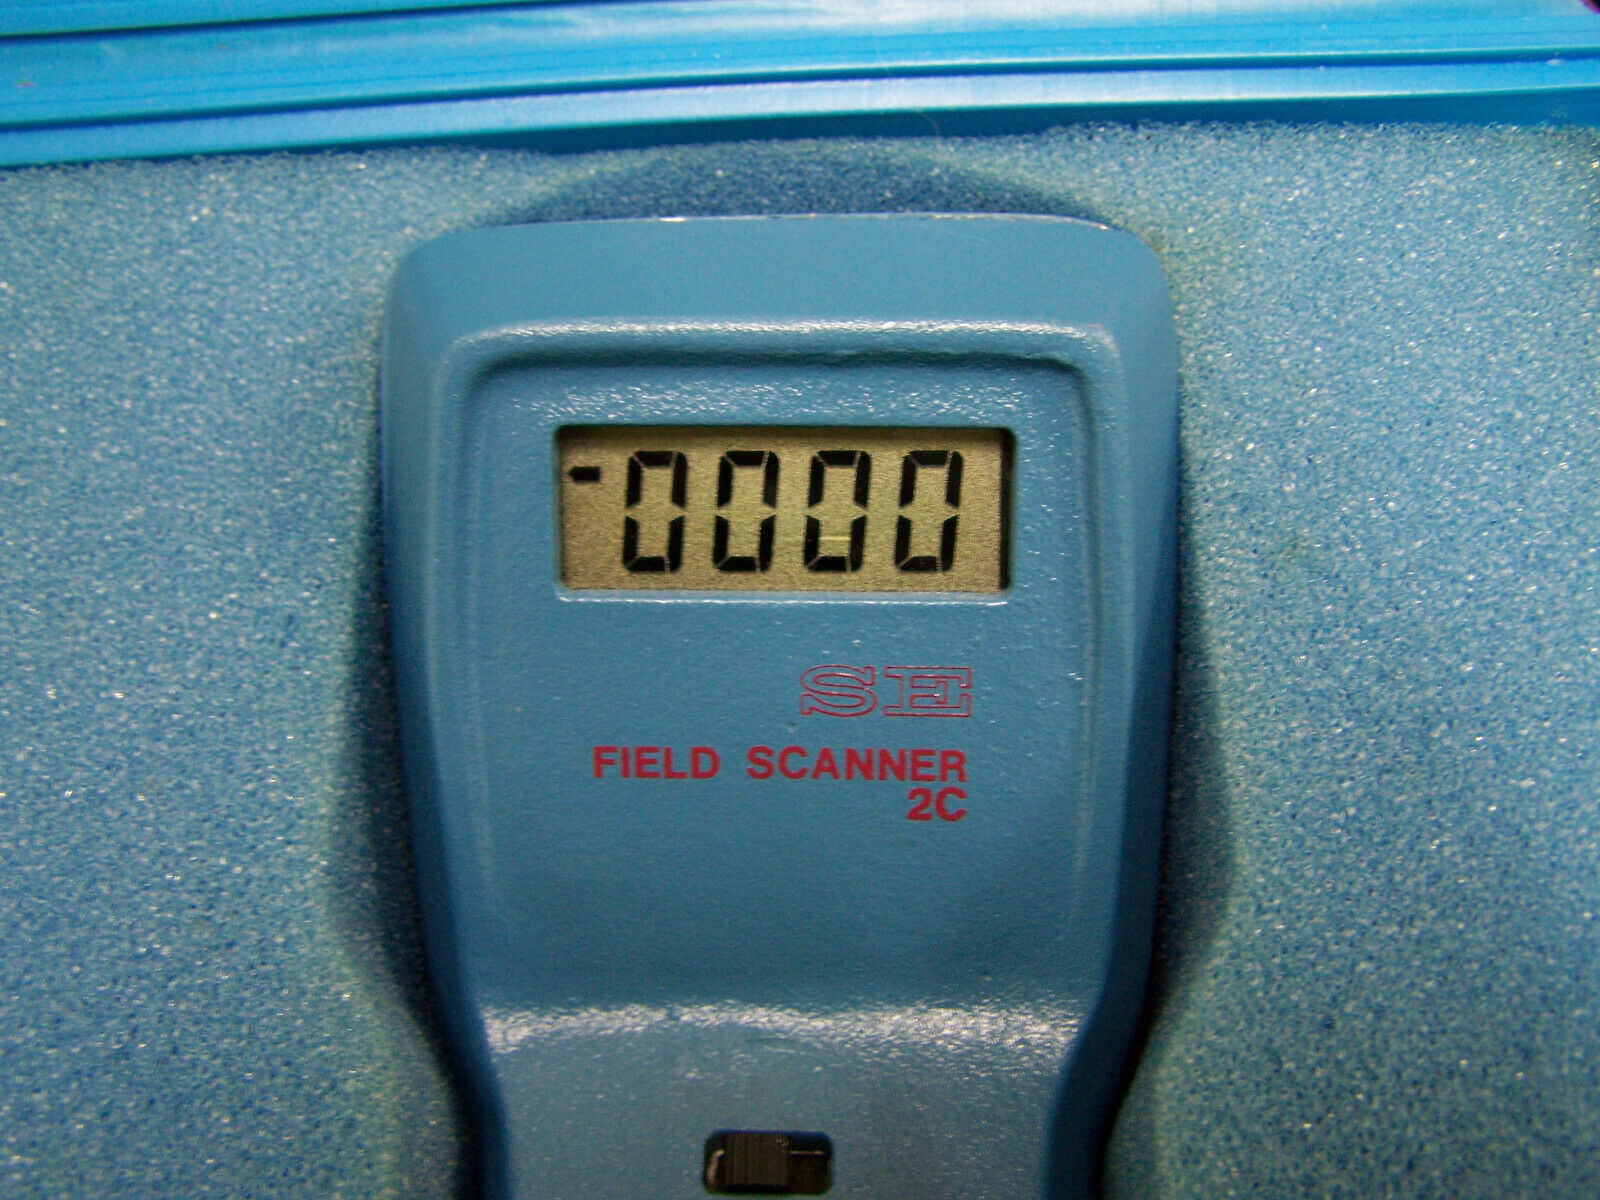 -0000
SE
FIELD SCANNER
2C